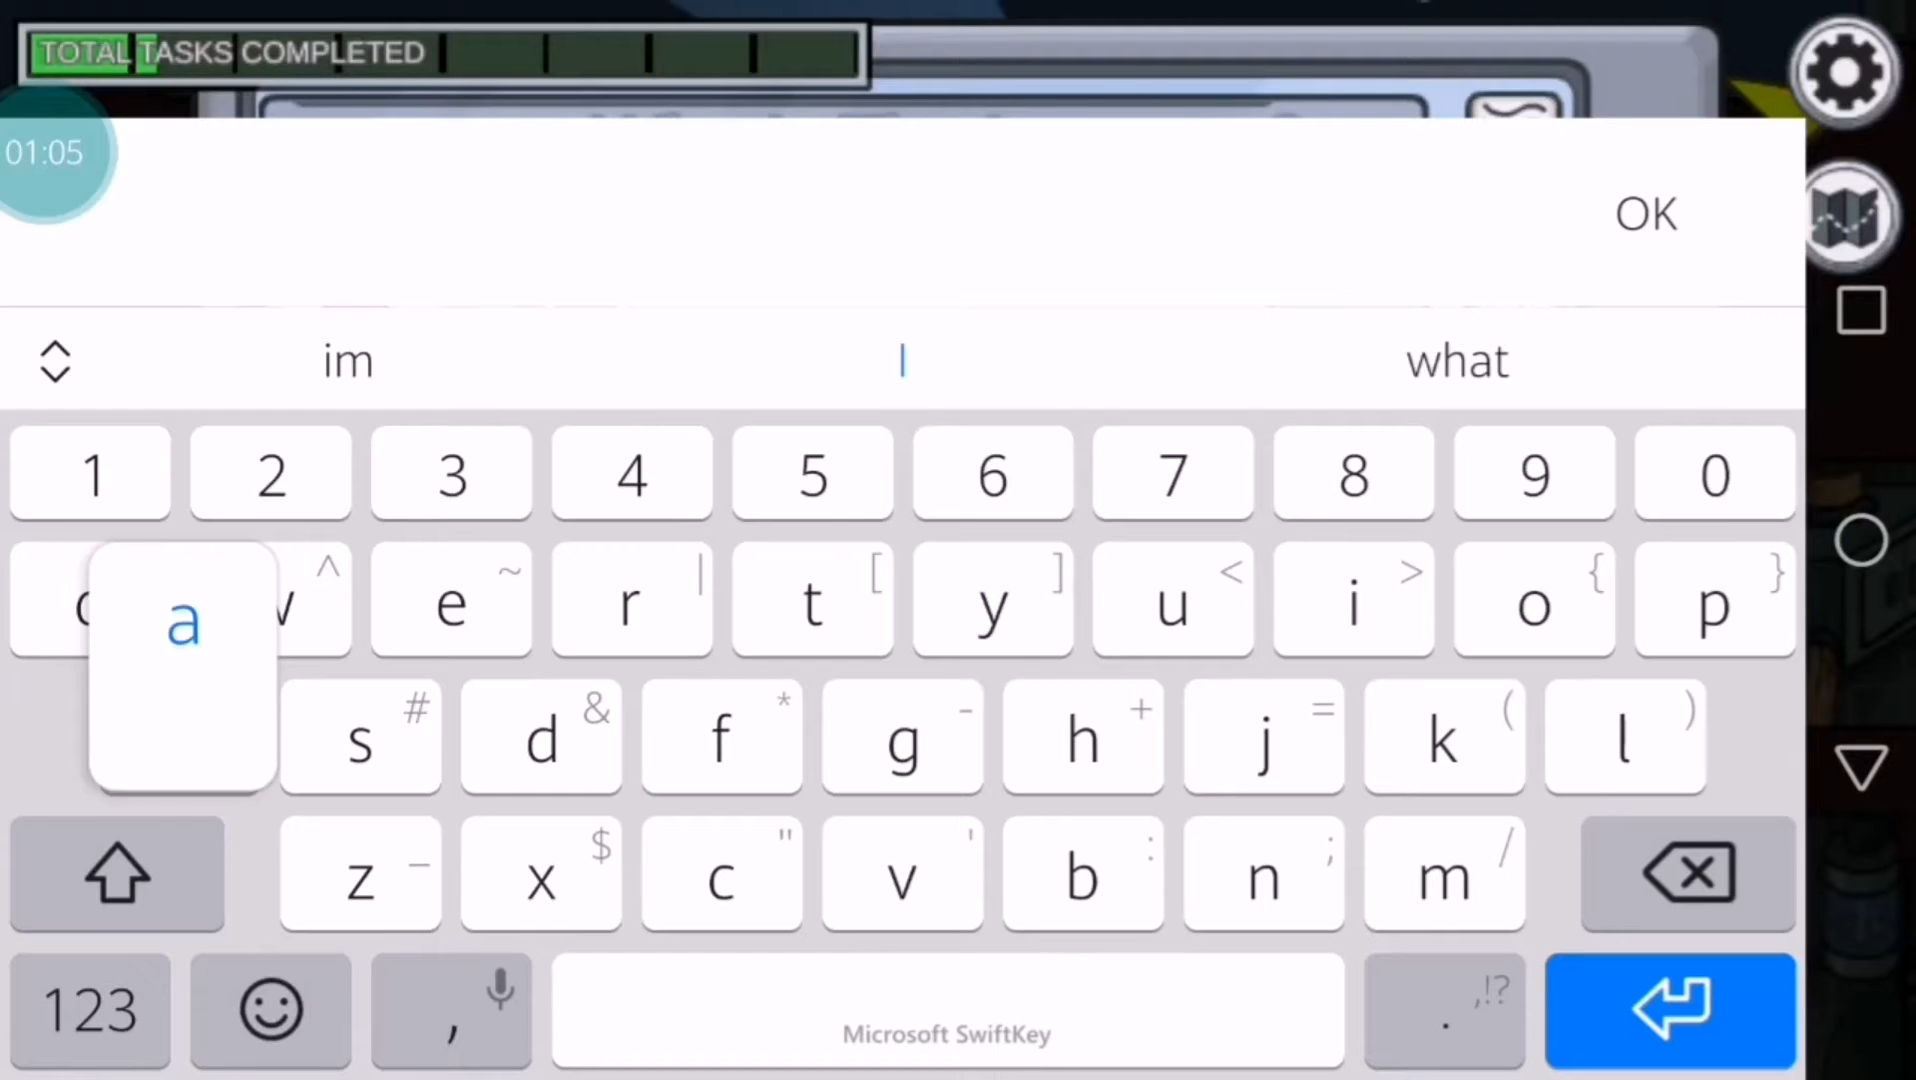 TOTAL TASKS COMPLETED
01:05
OK
im I what
1 2 3 4 5 6 7 8 9 0
^ ~ | [ ] < > { }
e r t y u i o p
a
# & * - + = ( )
s d f g h j k l
_ $ " ' : ; /
z x c v b n m
123 , ,!? .
Microsoft SwiftKey